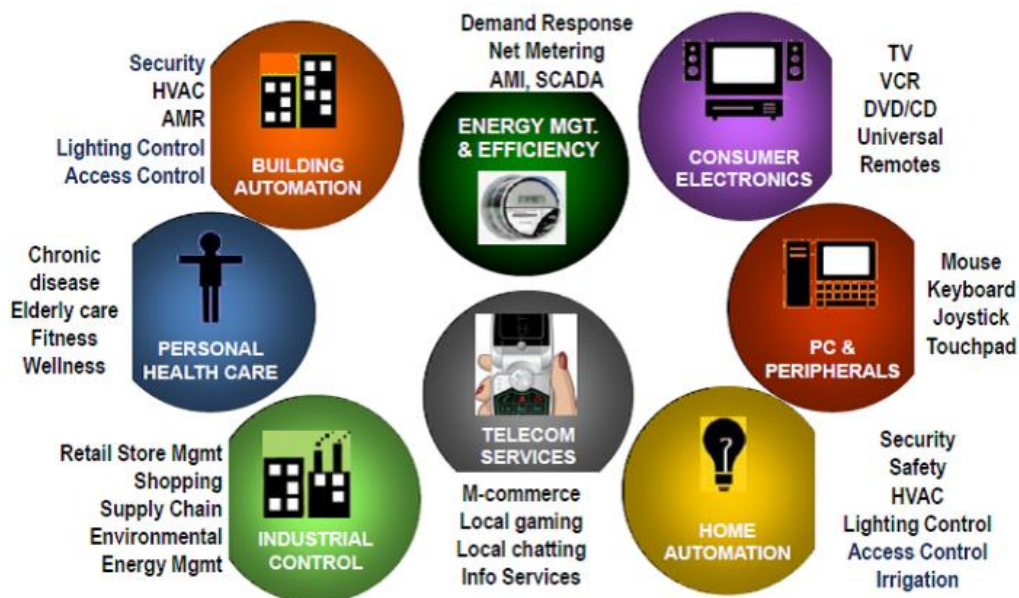 Security
HVAC
AMR
Lighting Control
Access Control
BUILDING
AUTOMATION
Demand Response
Net Metering
AMI, SCADA
ENERGY MGT.
& EFFICIENCY
CONSUMER
ELECTRONICS
TV
VCR
DVD/CD
Universal
Remotes
Chronic
disease
Elderly care
Fitness
Wellness
PERSONAL
HEALTH CARE
PC &
PERIPHERALS
Mouse
Keyboard
Joystick
Touchpad
Retail Store Mgmt
Shopping
Supply Chain
Environmental
Energy Mgmt
INDUSTRIAL
CONTROL
TELECOM
SERVICES
M-commerce
Local gaming
Local chatting
Info Services
?
HOME
AUTOMATION
Security
Safety
HVAC
Lighting Control
Access Control
Irrigation